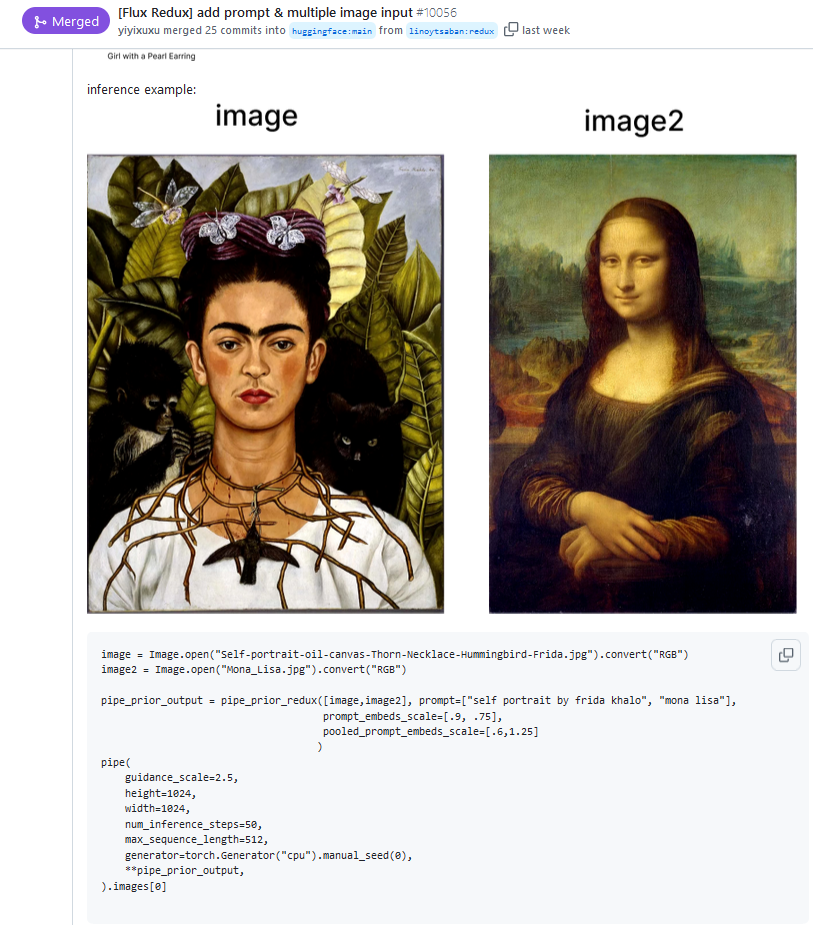 Merged
[Flux Redux] add prompt & multiple image input #10056
yiyixuxu merged 25 commits into huggingface:main from linoytsaban:redux last week
Girl with a Pearl Earring
inference example:
image
image2
image = Image.open("Self-portrait-oil-canvas-Thorn-Necklace-Hummingbird-Frida.jpg").convert("RGB")
image2 = Image.open("Mona_Lisa.jpg").convert("RGB")
pipe_prior_output = pipe_prior_redux([image,image2], prompt=["self portrait by frida khalo", "mona lisa"],
prompt_embeds_scale=[.9, .75],
pooled_prompt_embeds_scale=[.6,1.25]
)
pipe(
guidance_scale=2.5,
height=1024,
width=1024,
num_inference_steps=50,
max_sequence_length=512,
generator=torch.Generator("cpu").manual_seed(0),
**pipe_prior_output,
).images[0]